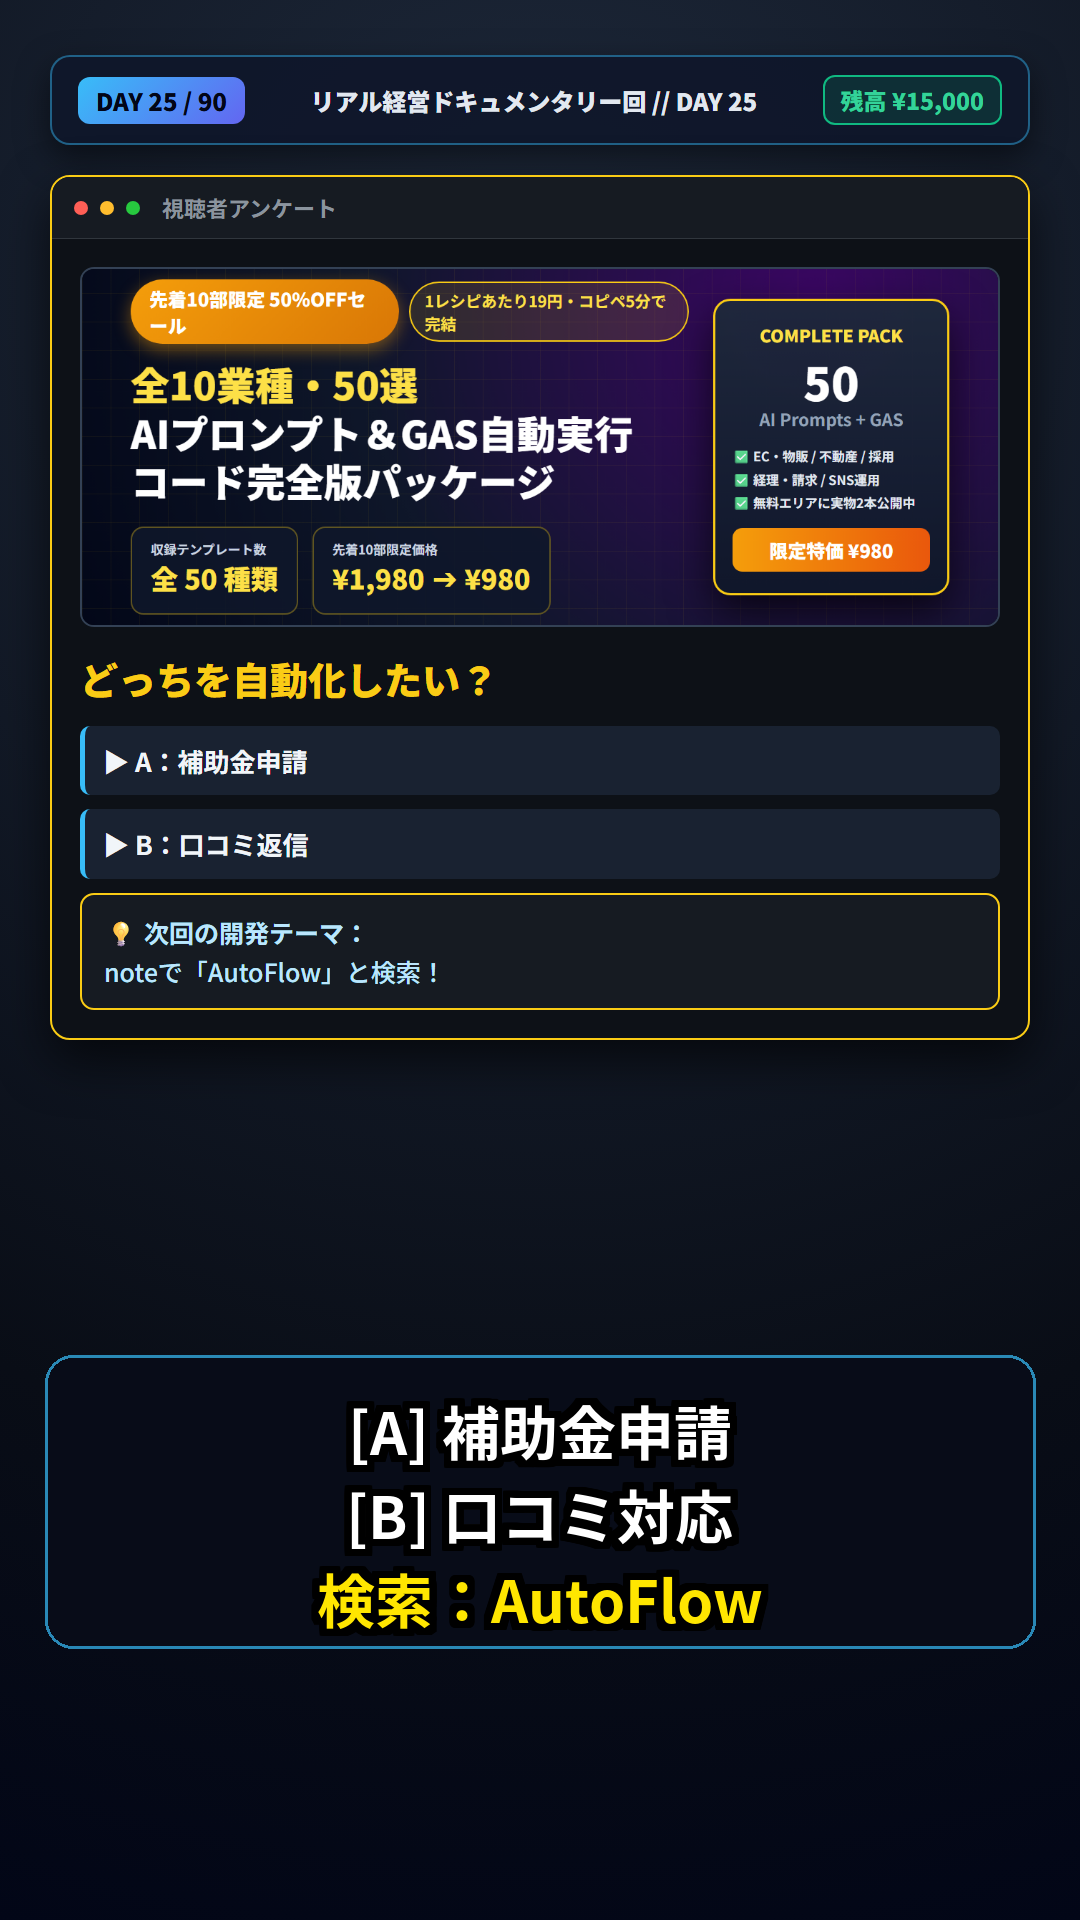 DAY 25 / 90
リアル経営ドキュメンタリー回 // DAY 25
残高 ¥15,000
視聴者アンケート
先着10部限定 50%OFFセ
ール
1レシピあたり19円・コピペ5分で
完結
全10業種・50選
AIプロンプト＆GAS自動実行
コード完全版パッケージ
収録テンプレート数
全 50 種類
先着10部限定価格
¥1,980 → ¥980
COMPLETE PACK
50
AI Prompts + GAS
✅ EC・物販 / 不動産 / 採用
✅ 経理・請求 / SNS運用
✅ 無料エリアに実物2本公開中
限定特価 ¥980
どっちを自動化したい？
▶ A：補助金申請
▶ B：口コミ返信
💡 次回の開発テーマ：
noteで「AutoFlow」と検索！
[A] 補助金申請
[B] 口コミ対応
検索：AutoFlow